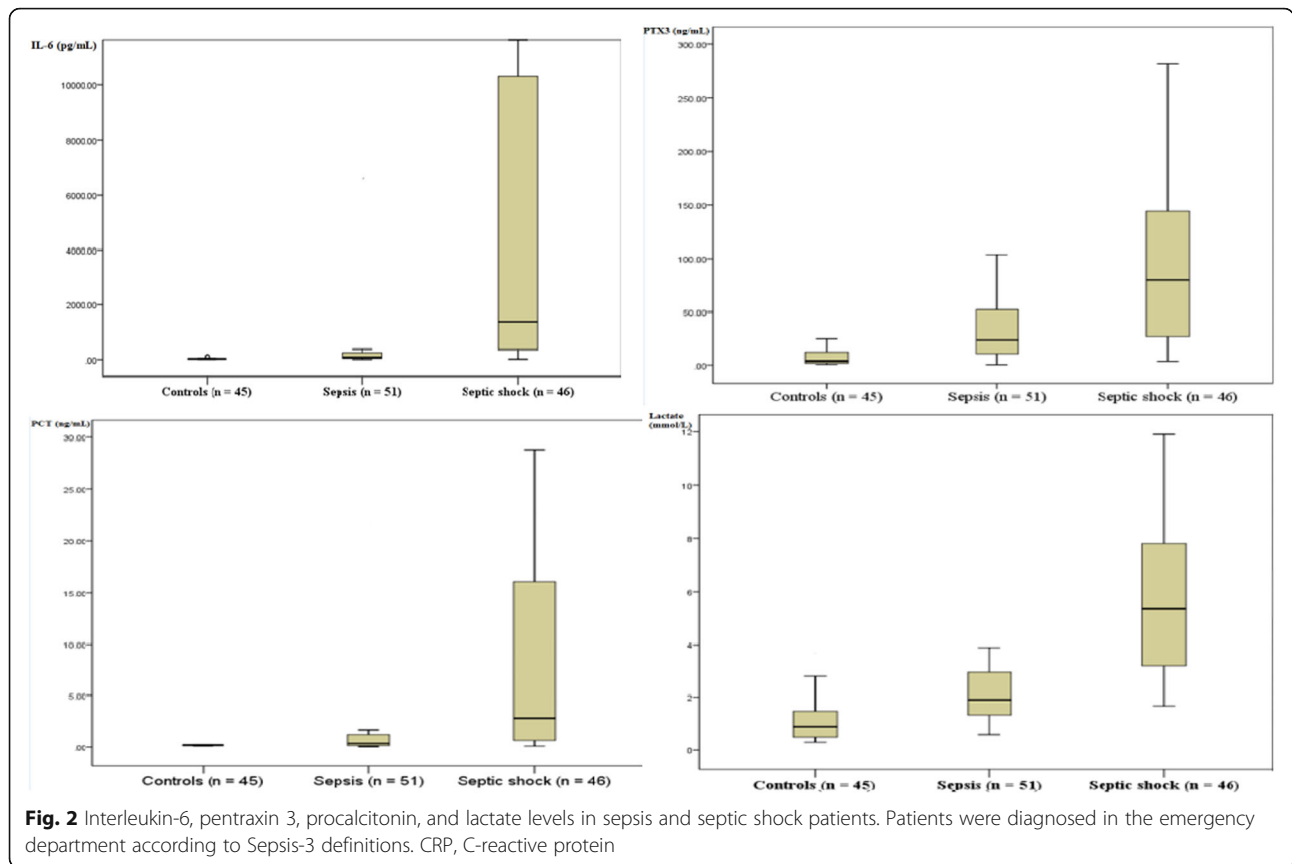 IL-6 (pg/mL)
10000.00
8000.00
6000.00
4000.00
2000.00
.00
Controls (n = 45) Sepsis (n = 51) Septic shock (n = 46)
PTX3 (ng/mL)
300.00
250.00
200.00
150.00
100.00
50.00
.00
Controls (n = 45) Sepsis (n = 51) Septic shock (n = 46)
PCT (ng/mL)
30.00
25.00
20.00
15.00
10.00
5.00
.00
Controls (n = 45) Sepsis (n = 51) Septic shock (n = 46)
Lactate
(mmol/L)
12
10
8
6
4
2
0
Controls (n = 45) Sepsis (n = 51) Septic shock (n = 46)
Fig. 2 Interleukin-6, pentraxin 3, procalcitonin, and lactate levels in sepsis and septic shock patients. Patients were diagnosed in the emergency
department according to Sepsis-3 definitions. CRP, C-reactive protein